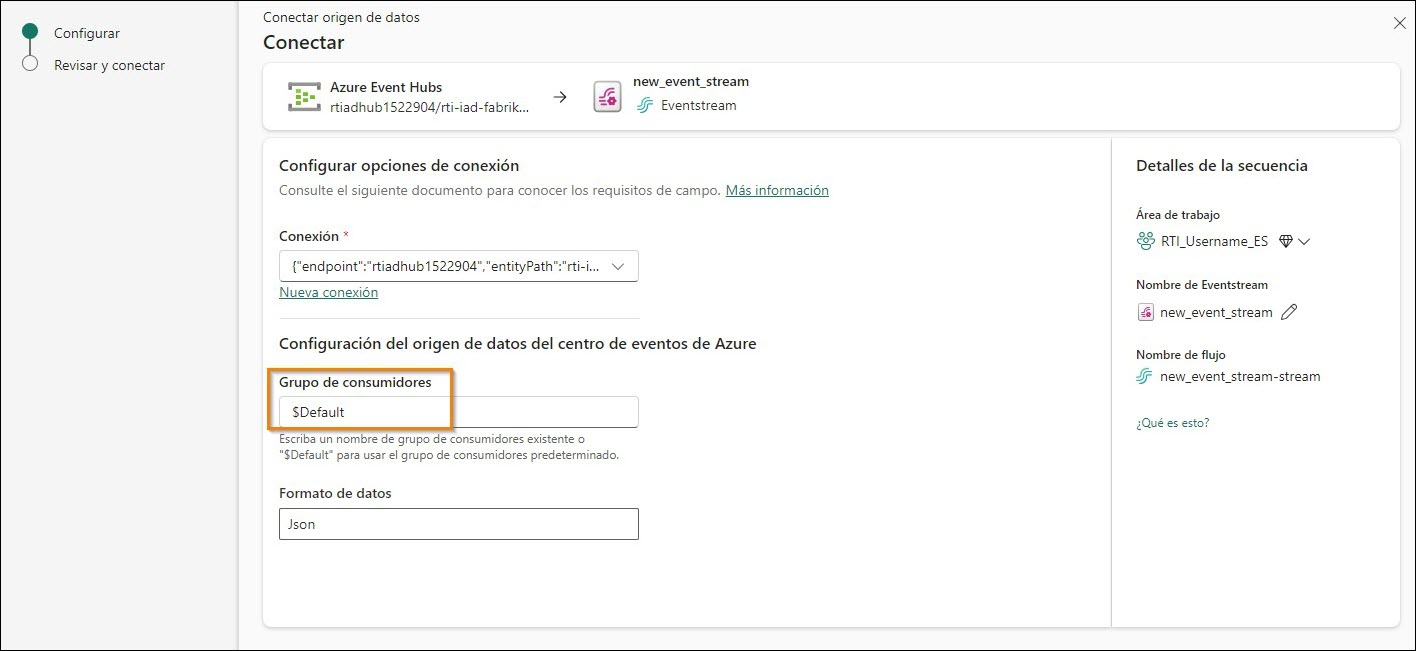 Configurar
Revisar y conectar
Conectar origen de datos
Conectar
Azure Event Hubs
rtiadhub1522904/rti-iad-fabrik...
new_event_stream
Eventstream
Configurar opciones de conexión
Consulte el siguiente documento para conocer los requisitos de campo. Más información
Conexión *
{"endpoint":"rtiadhub1522904","entityPath":"rti-i...
Nueva conexión
Configuración del origen de datos del centro de eventos de Azure
Grupo de consumidores
$Default
Escriba un nombre de grupo de consumidores existente o
"$Default" para usar el grupo de consumidores predeterminado.
Formato de datos
Json
Detalles de la secuencia
Área de trabajo
RTI_Username_ES
Nombre de Eventstream
new_event_stream
Nombre de flujo
new_event_stream-stream
¿Qué es esto?